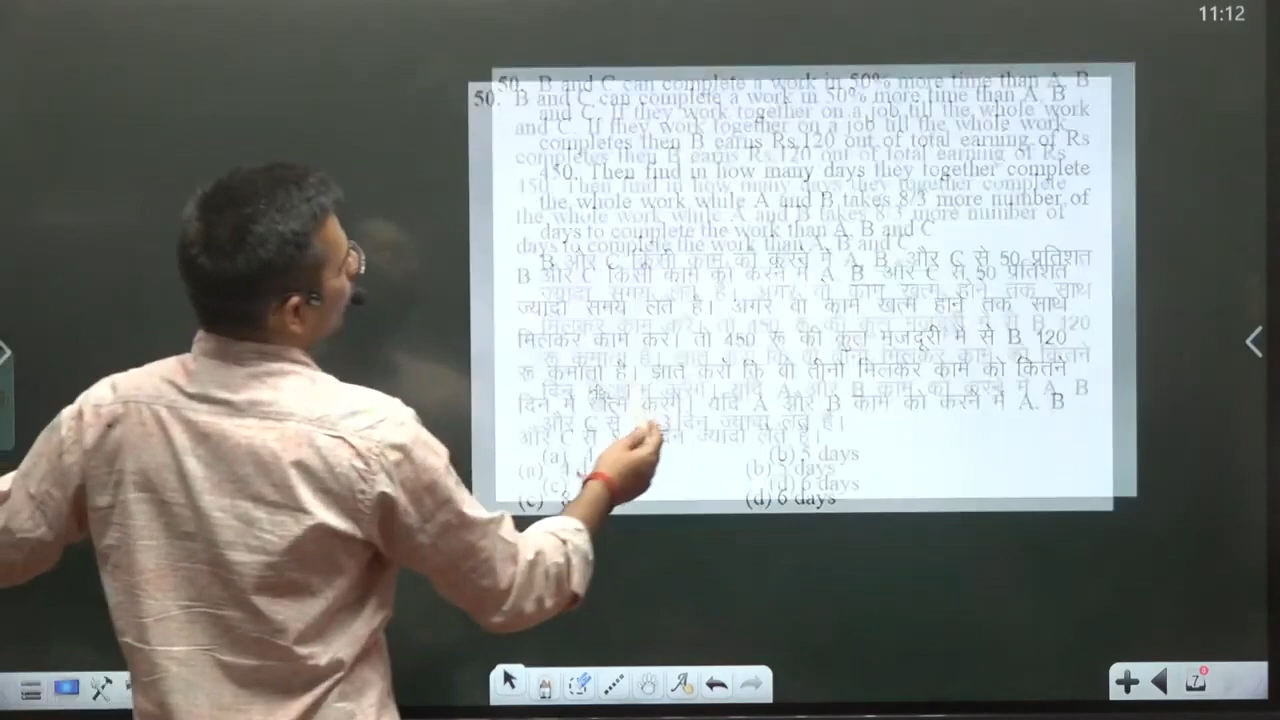 11:12
50. B and C can complete a work in 50% more time than A, B
and C. If they work together on a job till the whole work
completes then B earns Rs.120 out of total earning of Rs
450. Then find in how many days they together complete
the whole work while A and B takes 8/3 more number of
days to complete the work than A, B and C
B और C किसी काम को करने में A, B और C से 50 प्रतिशत
ज्यादा समय लेते है। अगर वो काम खत्म होने तक साथ
मिलकर काम करें। तो 450 रू की कुल मजदूरी में से B 120
रू कमाता है। ज्ञात करो कि वो तीनों मिलकर काम को कितने
दिन में खत्म करेंगे। यदि A और B काम को करने में A. B
और C से दिन ज्यादा लेते है।
(a) (b) 5 days
(c) 8 (d) 6 days
7